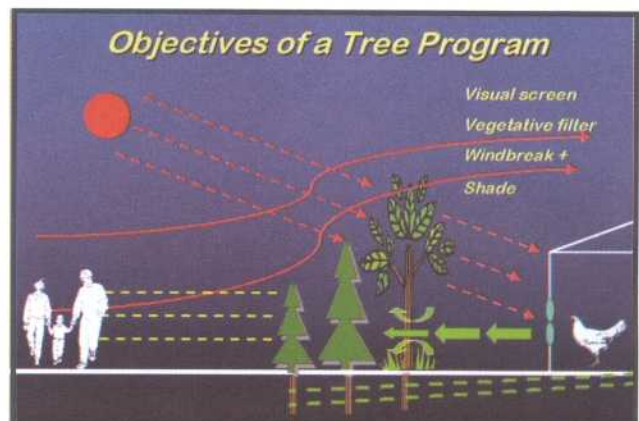 Objectives of a Tree Program
Visual screen
Vegetative filter
Windbreak +
Shade